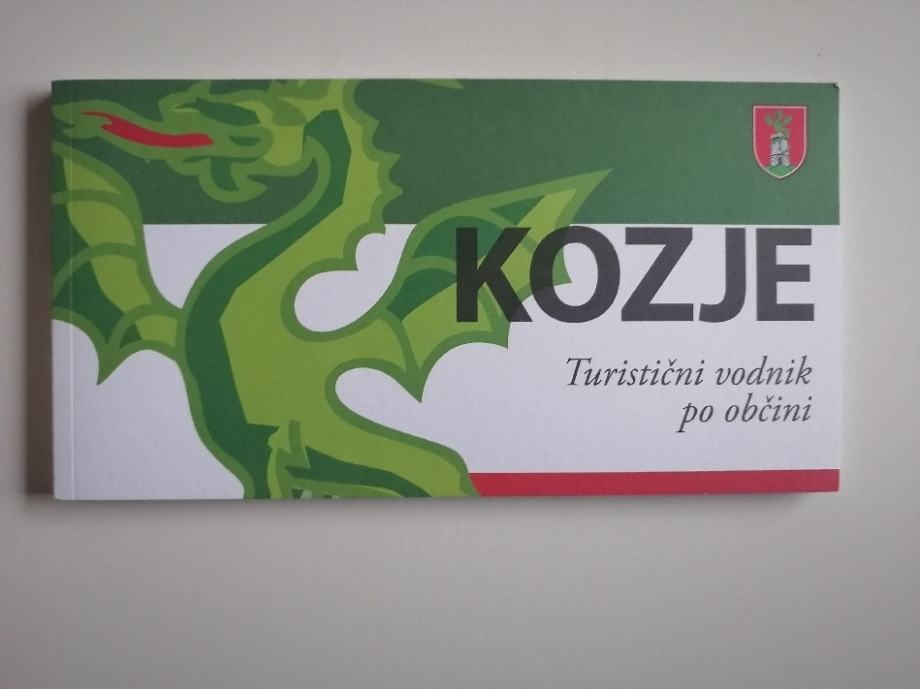 KOZJE
Turistični vodnik
po občini